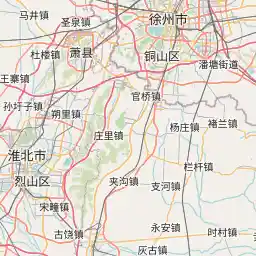 马井镇
圣泉镇
徐州市
杜楼镇
萧县
铜山区
潘塘街道
王寨镇
官桥镇
孙圩子镇
朔里镇
褚兰镇
庄里镇
杨庄镇
淮北市
栏杆镇
烈山区
夹沟镇
支河镇
宋疃镇
永安镇
古饶镇
时村镇
灰古镇